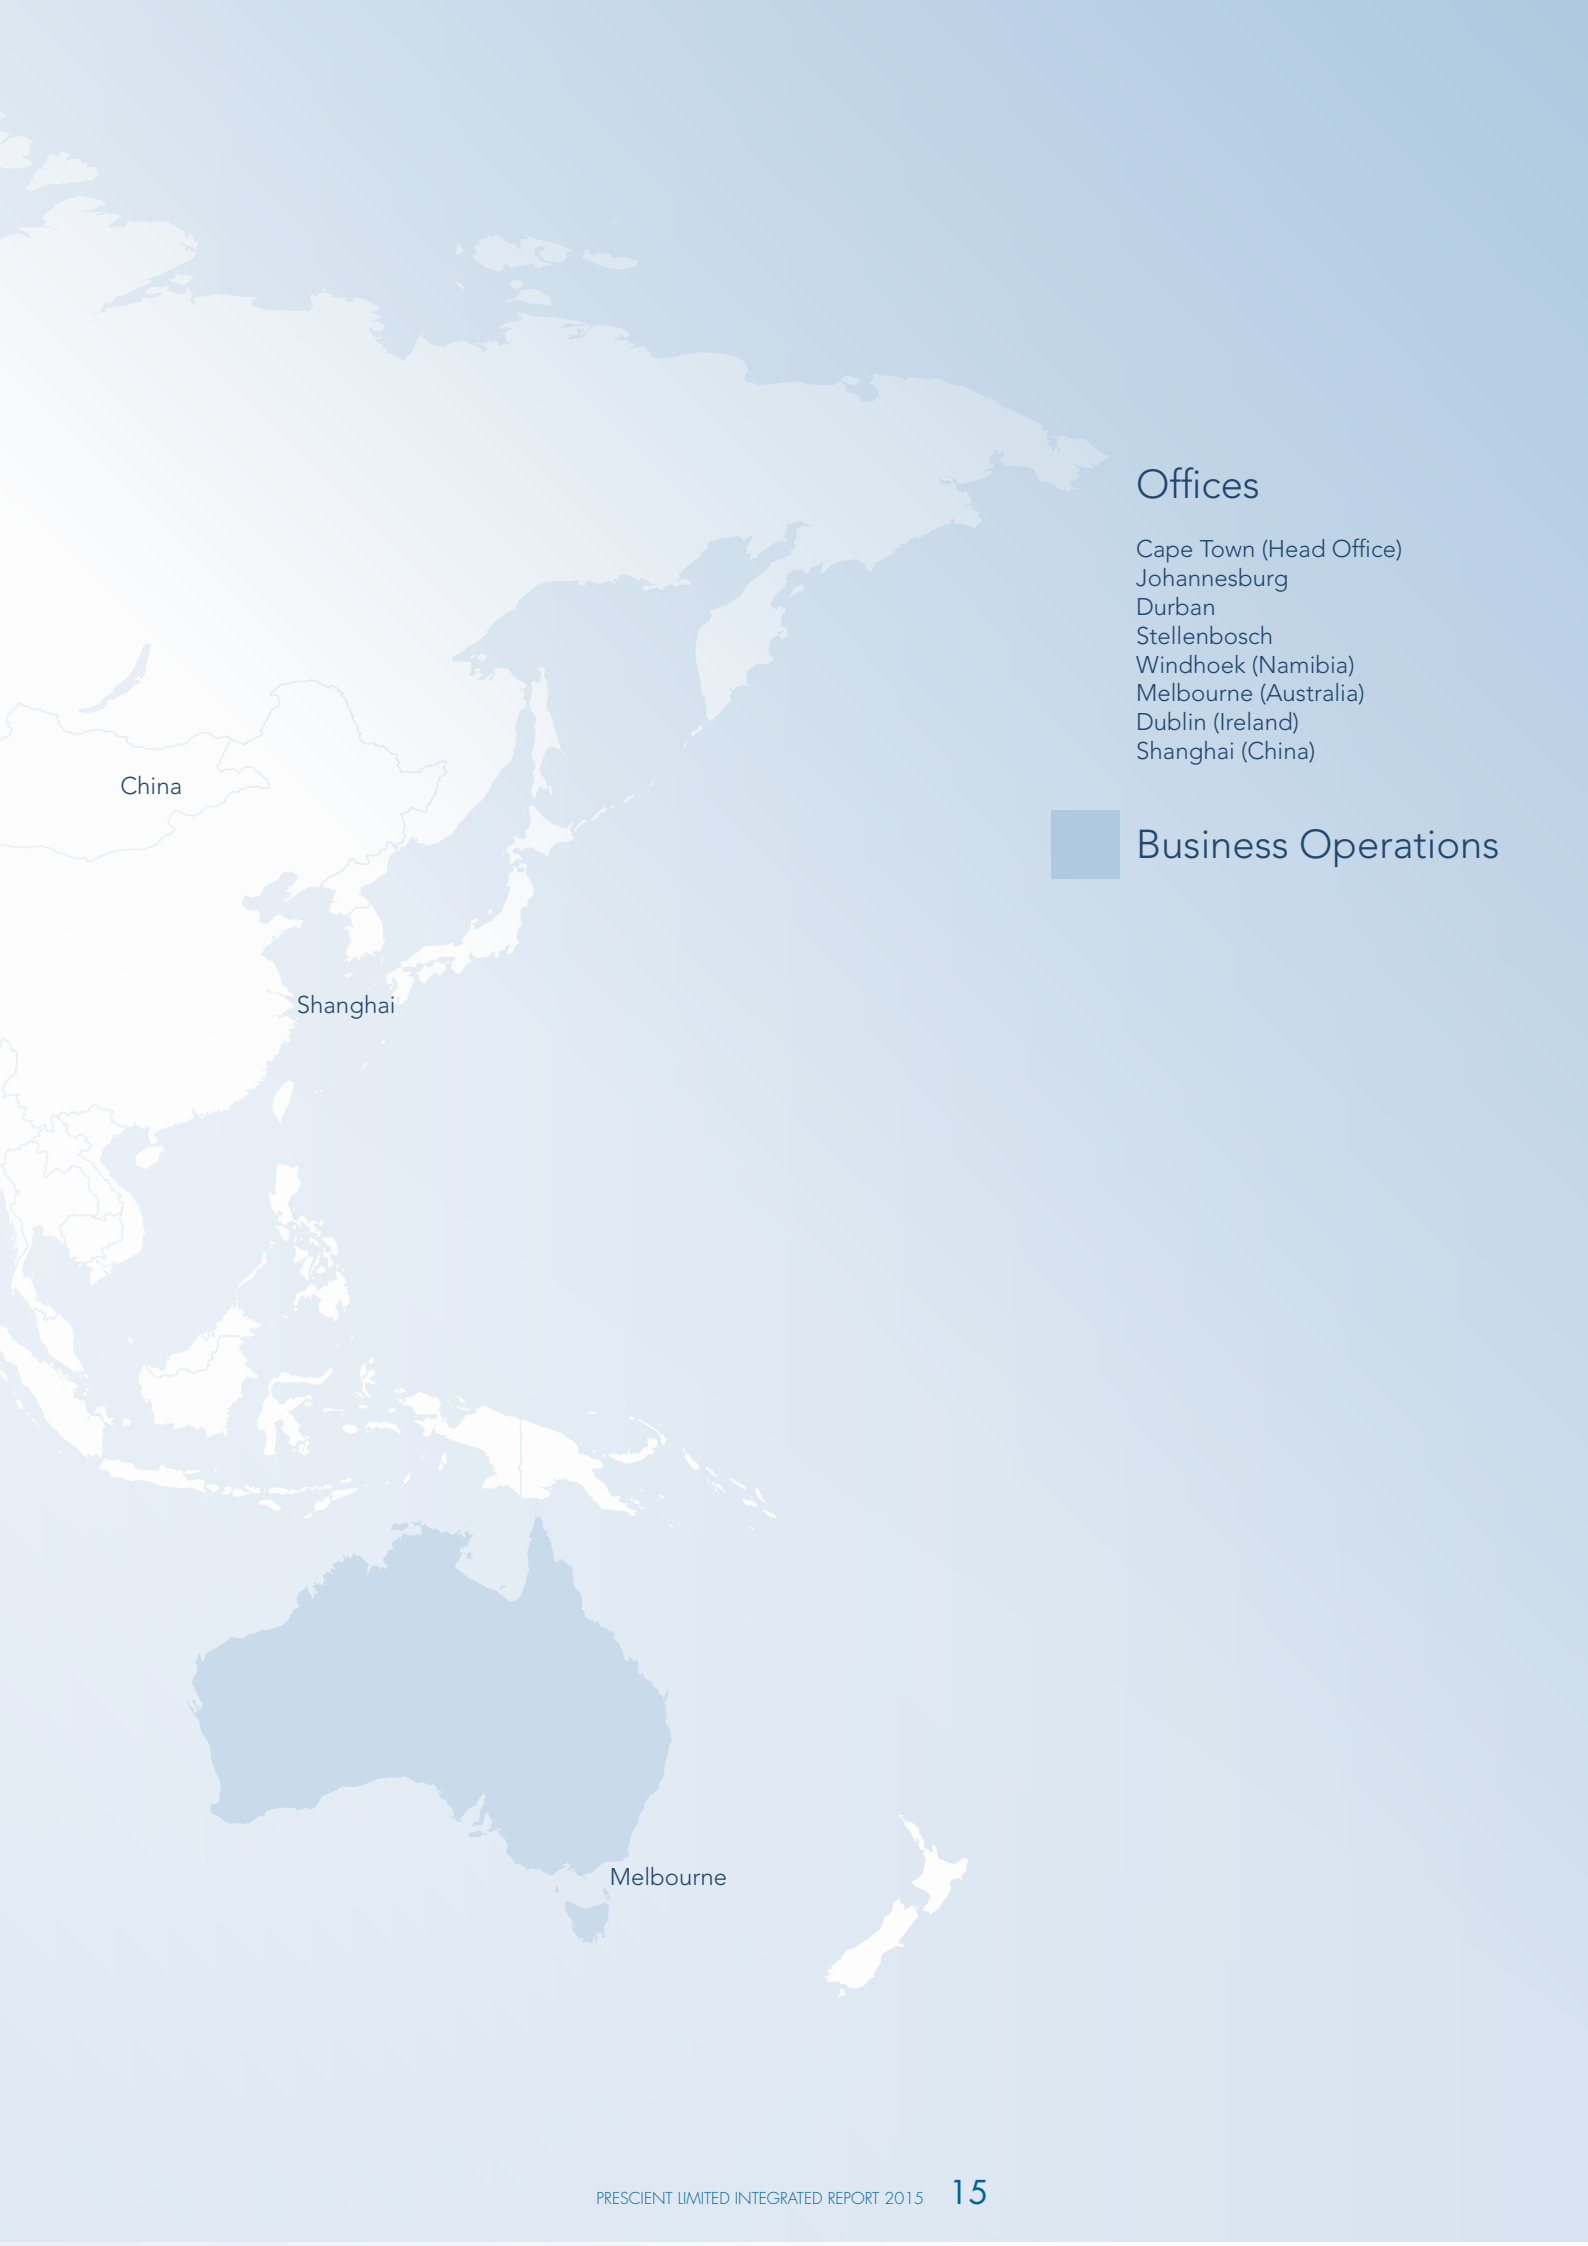 Offices
Cape Town (Head Office)
Johannesburg
Durban
Stellenbosch
Windhoek (Namibia)
Melbourne (Australia)
Dublin (Ireland)
Shanghai (China)
China
Business Operations
Shanghai
Melbourne
PRESCIENT LIMITED INTEGRATED REPORT 2015 15